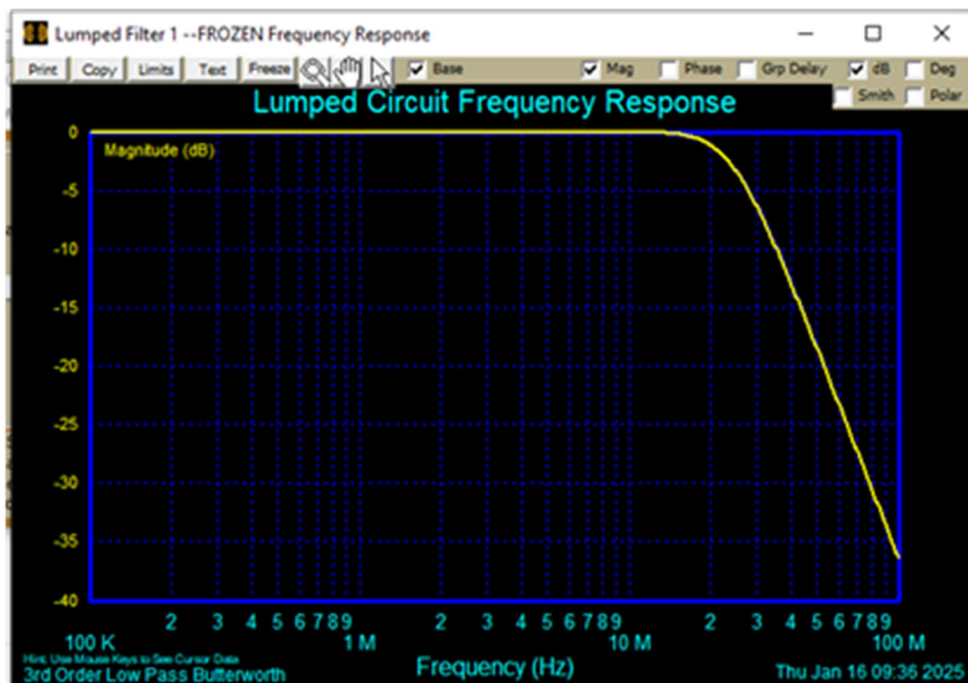 Lumped Filter 1 --FROZEN Frequency Response
Print Copy Limits Text Freeze Base Mag Phase Grp Delay dB Deg
Smith Polar
Lumped Circuit Frequency Response
Magnitude (dB)
0
-5
-10
-15
-20
-25
-30
-35
-40
2 3 4 5 6 7 8 9 2 3 4 5 6 7 8 9 2 3 4 5 6 7 8 9
100 K 1 M 10 M 100 M
Hint: Use Mouse Keys to See Cursor Data
Frequency (Hz)
3rd Order Low Pass Butterworth
Thu Jan 16 09:36 2025